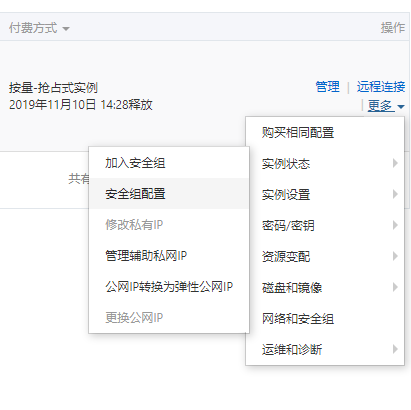 付费方式 操作
按量-抢占式实例 管理 | 远程连接
2019年11月10日 14:28释放 | 更多
购买相同配置
实例状态
实例设置
密码/密钥
资源变配
磁盘和镜像
网络和安全组
运维和诊断
共有
加入安全组
安全组配置
修改私有IP
管理辅助私网IP
公网IP转换为弹性公网IP
更换公网IP